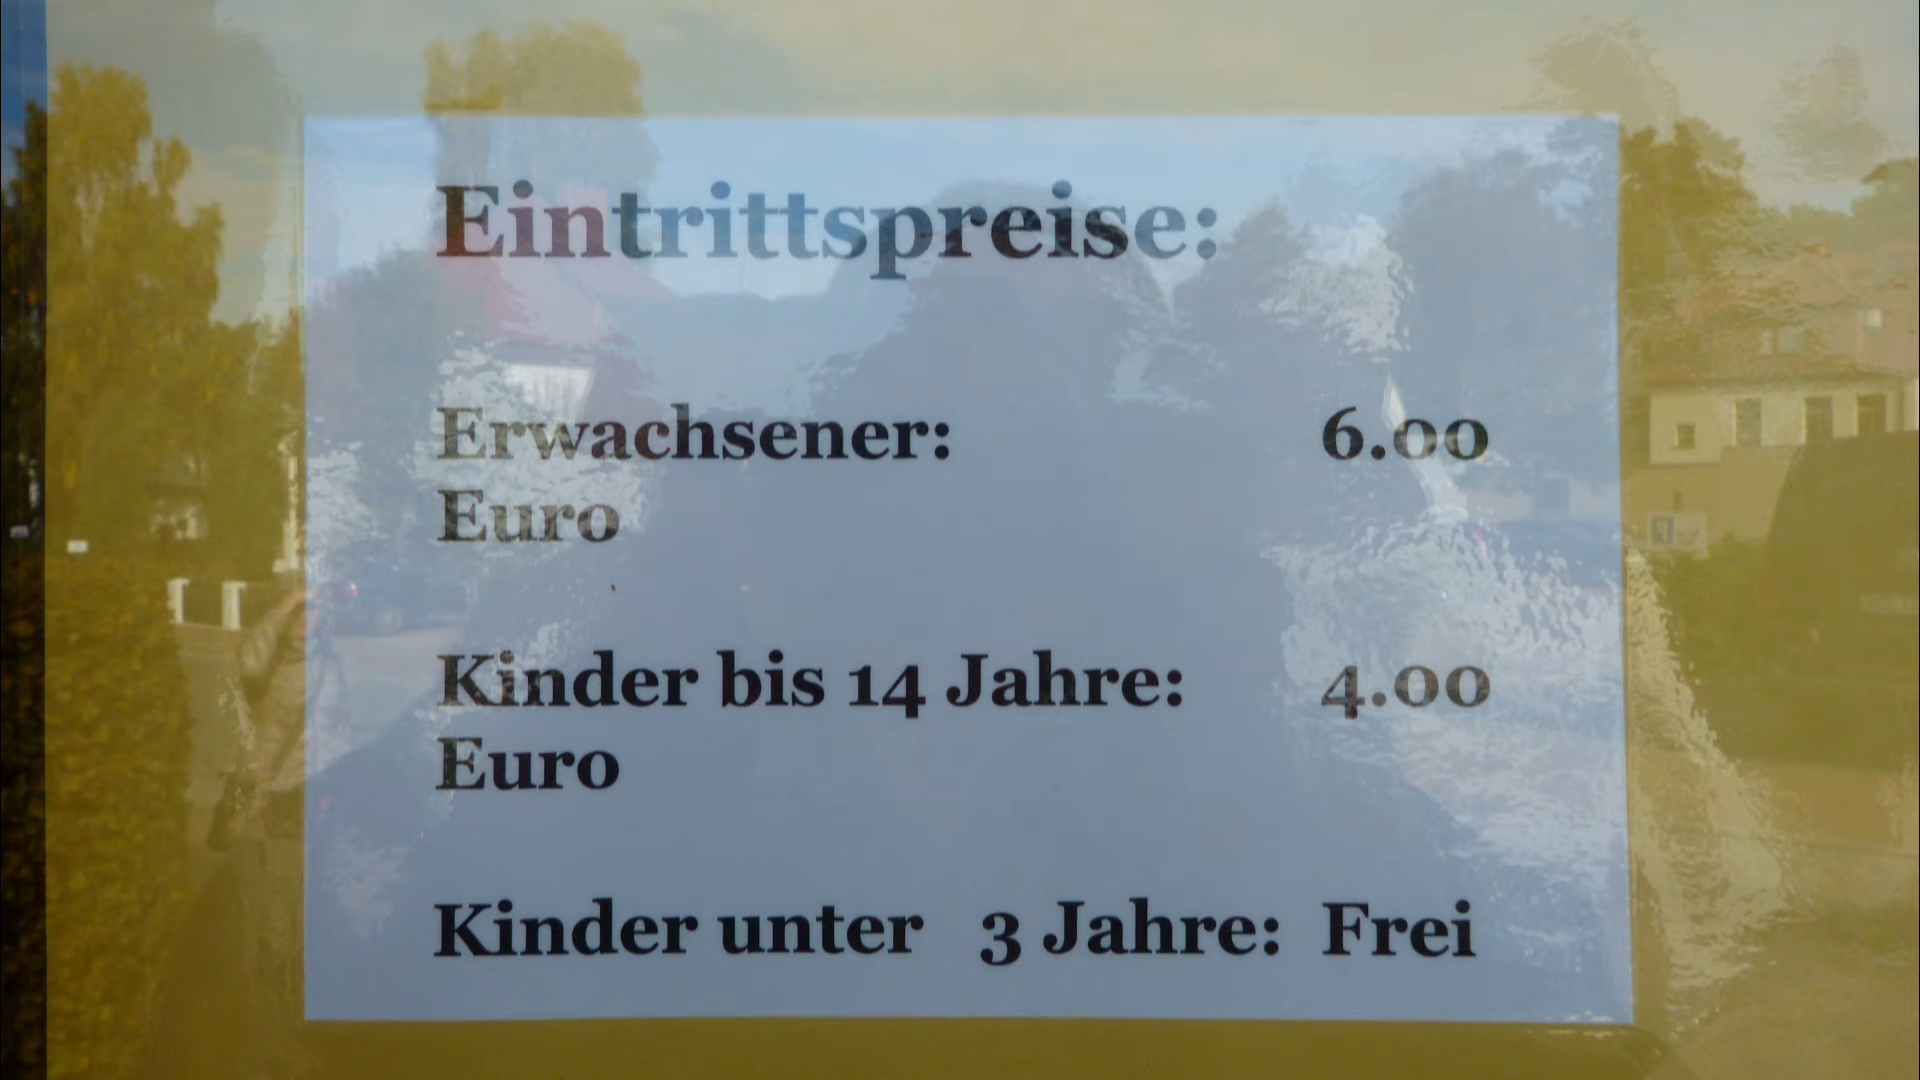 Eintrittspreise:
Erwachsener: 6.00
Euro
Kinder bis 14 Jahre: 4.00
Euro
Kinder unter 3 Jahre: Frei